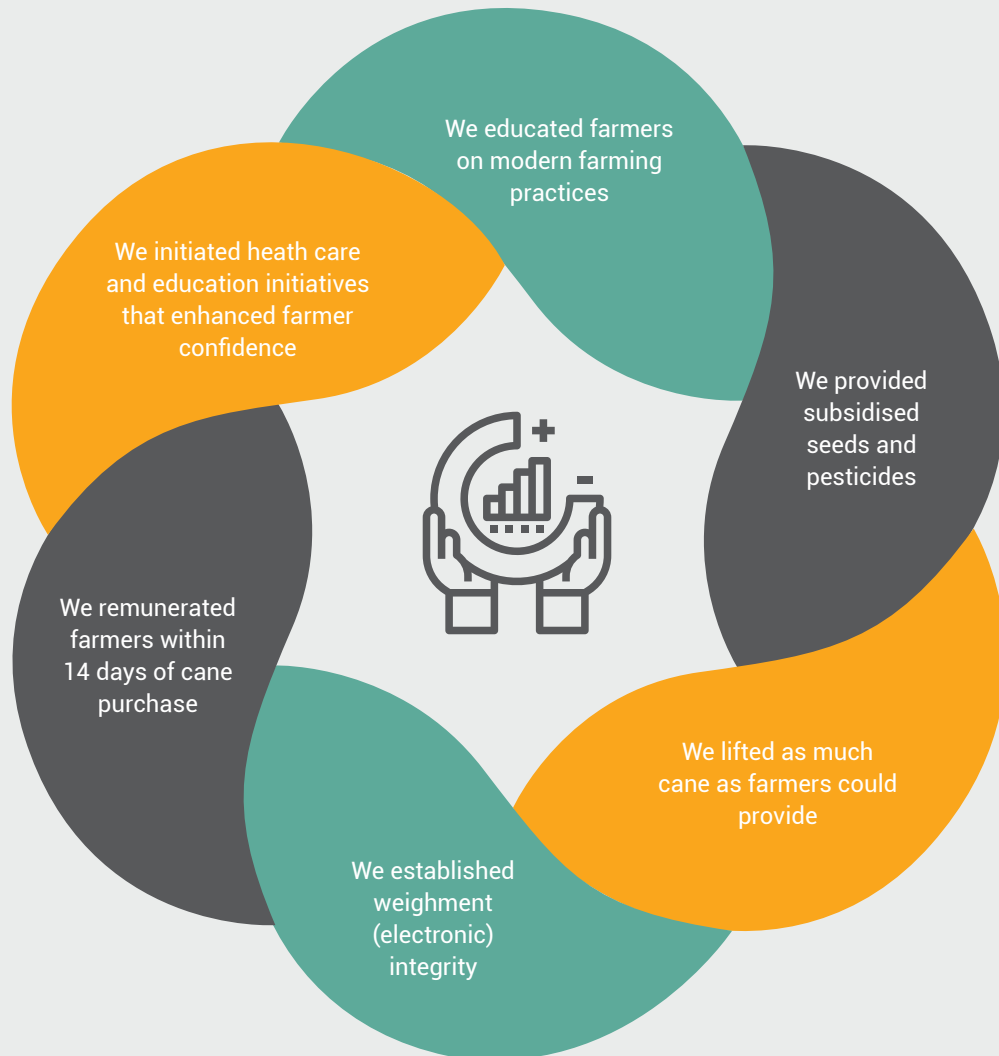 We educated farmers
on modern farming
practices
We provided
subsidised
seeds and
pesticides
We lifted as much
cane as farmers could
provide
We established
weighment
(electronic)
integrity
We remunerated
farmers within
14 days of cane
purchase
We initiated heath care
and education initiatives
that enhanced farmer
confidence